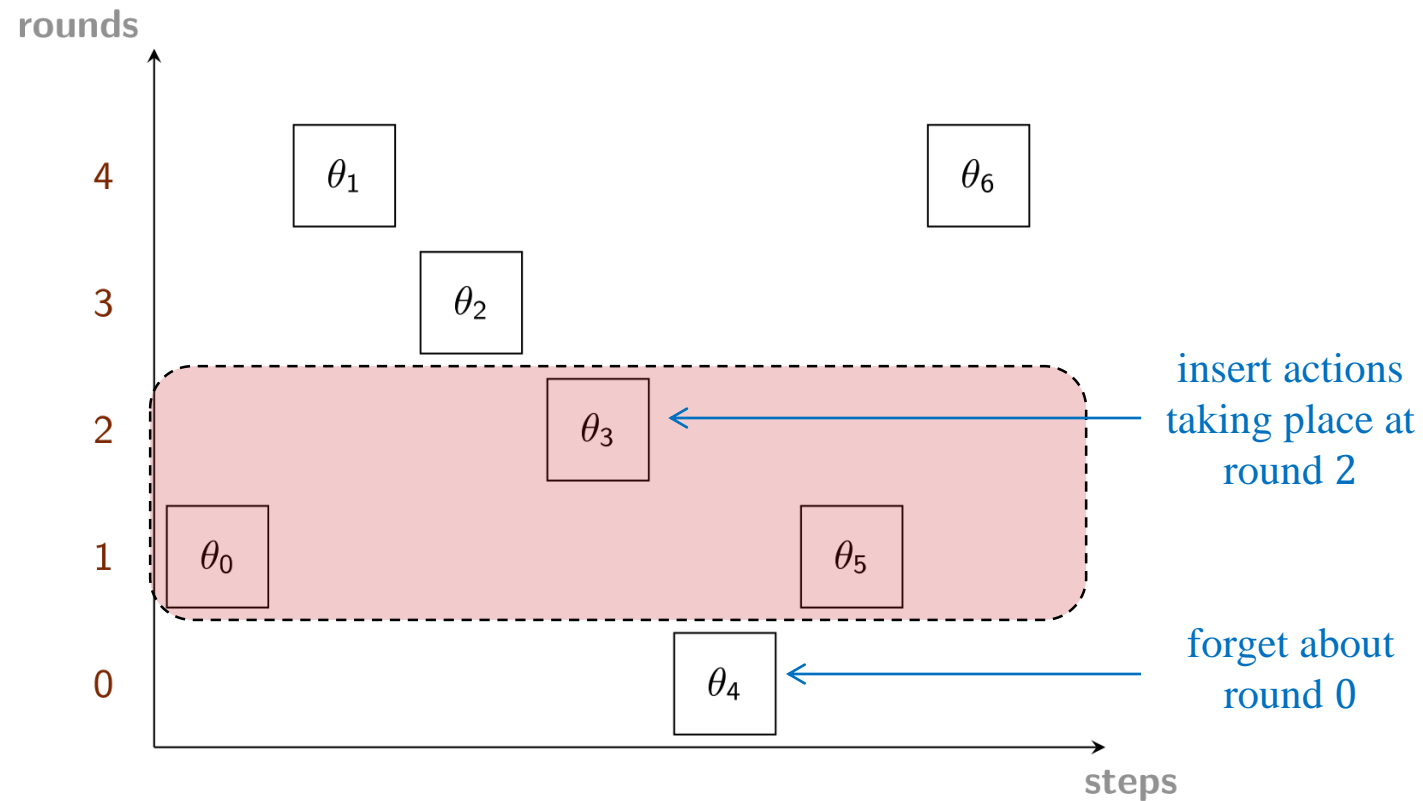 rounds
4
θ1
θ6
3
θ2
insert actions
taking place at
round 2
2
θ3
1
θ0
θ5
forget about
round 0
0
θ4
steps